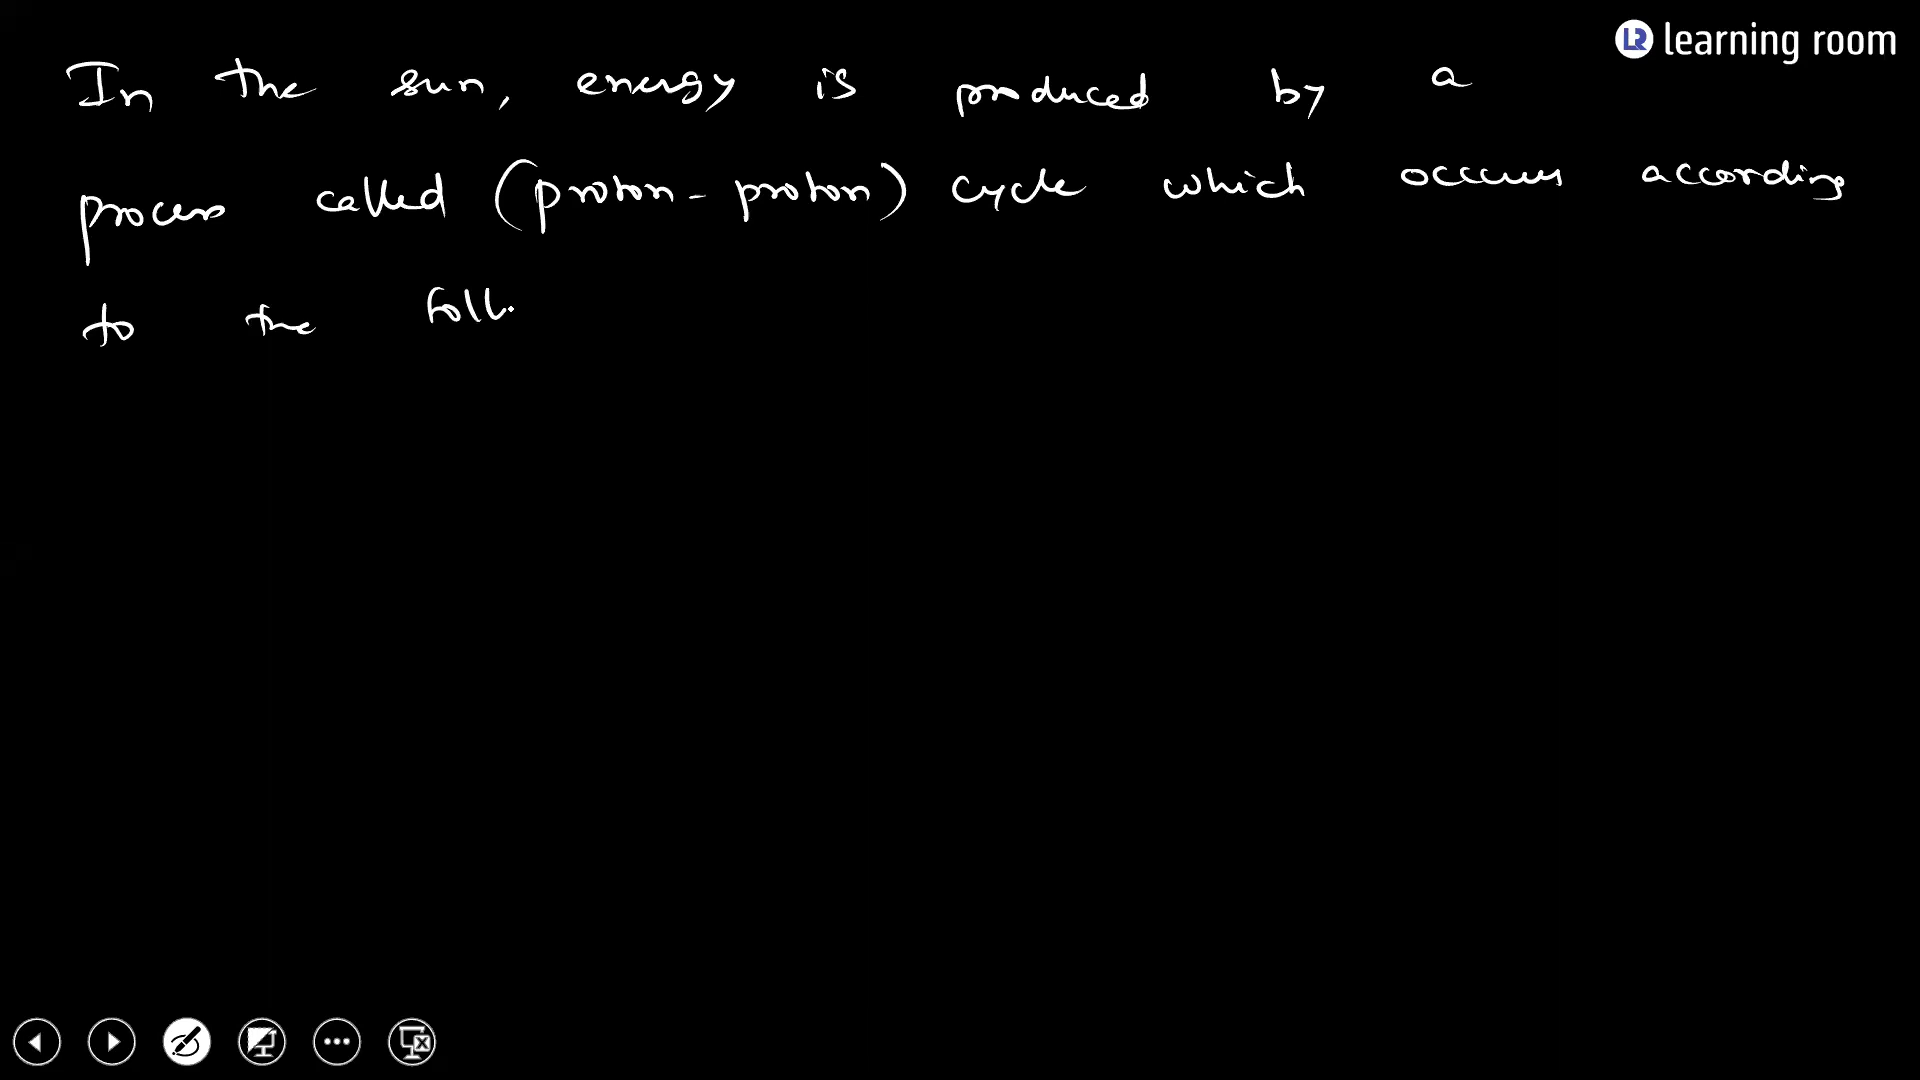 learning room
In the sun, energy is produced by a
process called (proton-proton) cycle which occurs according
to the foll